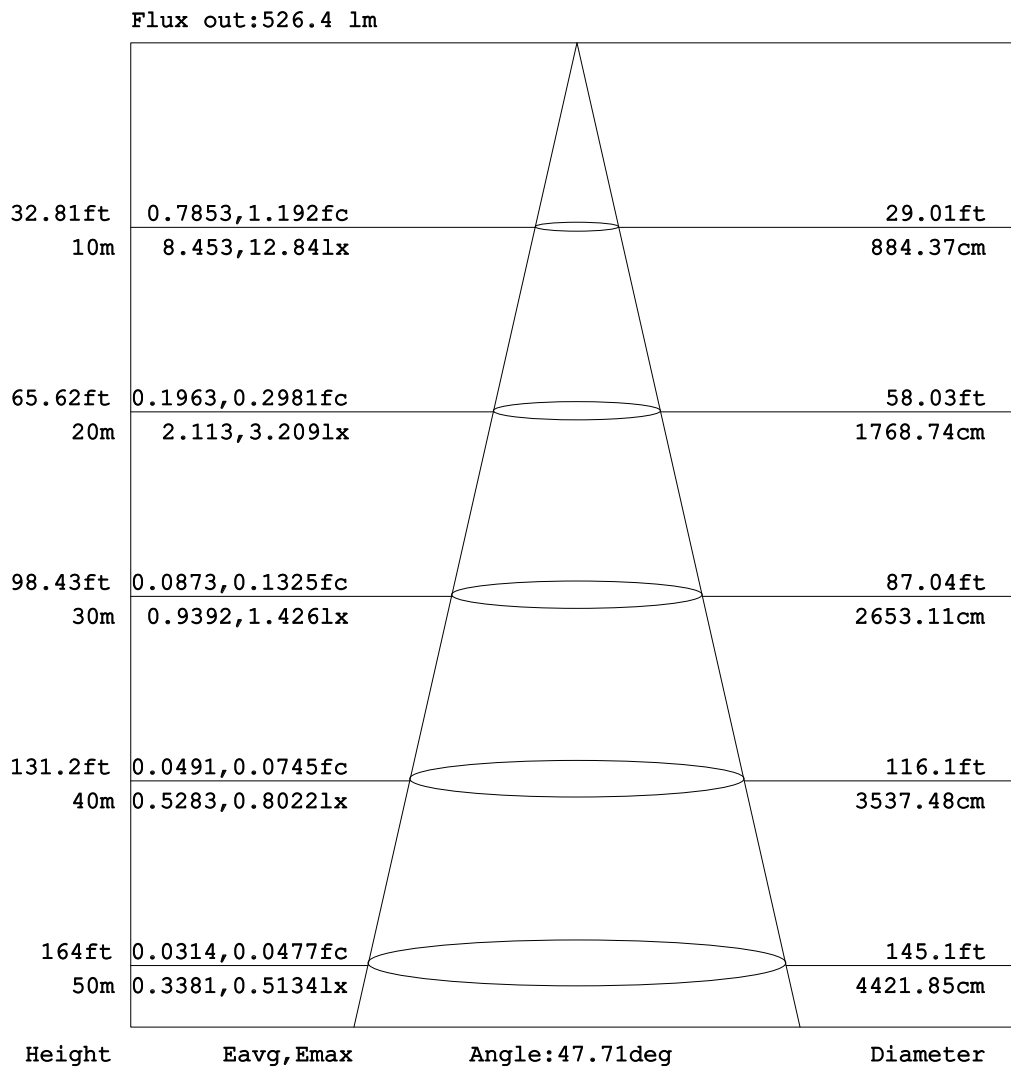 Flux out:526.4 lm
32.81ft 0.7853,1.192fc 29.01ft
10m 8.453,12.84lx 884.37cm
65.62ft 0.1963,0.2981fc 58.03ft
20m 2.113,3.209lx 1768.74cm
98.43ft 0.0873,0.1325fc 87.04ft
30m 0.9392,1.426lx 2653.11cm
131.2ft 0.0491,0.0745fc 116.1ft
40m 0.5283,0.8022lx 3537.48cm
164ft 0.0314,0.0477fc 145.1ft
50m 0.3381,0.5134lx 4421.85cm
Height Eavg,Emax Angle:47.71deg Diameter